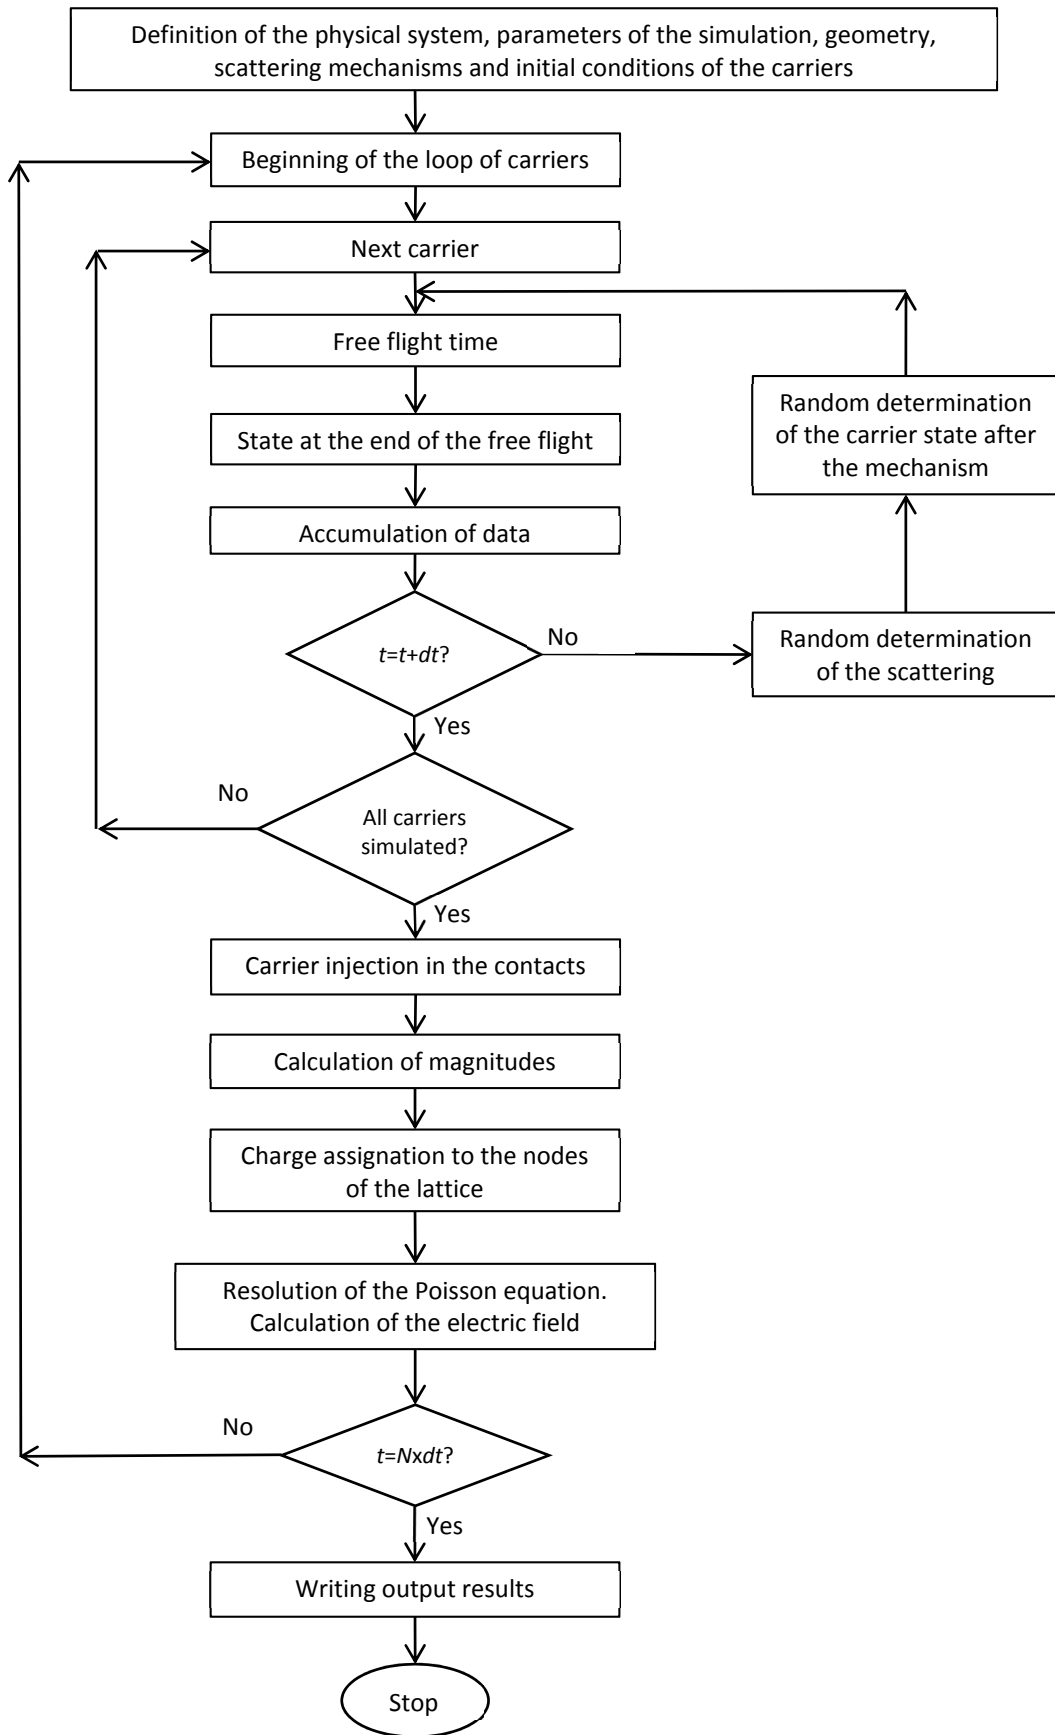 Definition of the physical system, parameters of the simulation, geometry,
scattering mechanisms and initial conditions of the carriers
Beginning of the loop of carriers
Next carrier
Free flight time
State at the end of the free flight
Random determination
of the carrier state after
the mechanism
Accumulation of data
t=t+dt?
No
Random determination
of the scattering
Yes
All carriers
simulated?
No
Yes
Carrier injection in the contacts
Calculation of magnitudes
Charge assignation to the nodes
of the lattice
Resolution of the Poisson equation.
Calculation of the electric field
No
t=Nxdt?
Yes
Writing output results
Stop